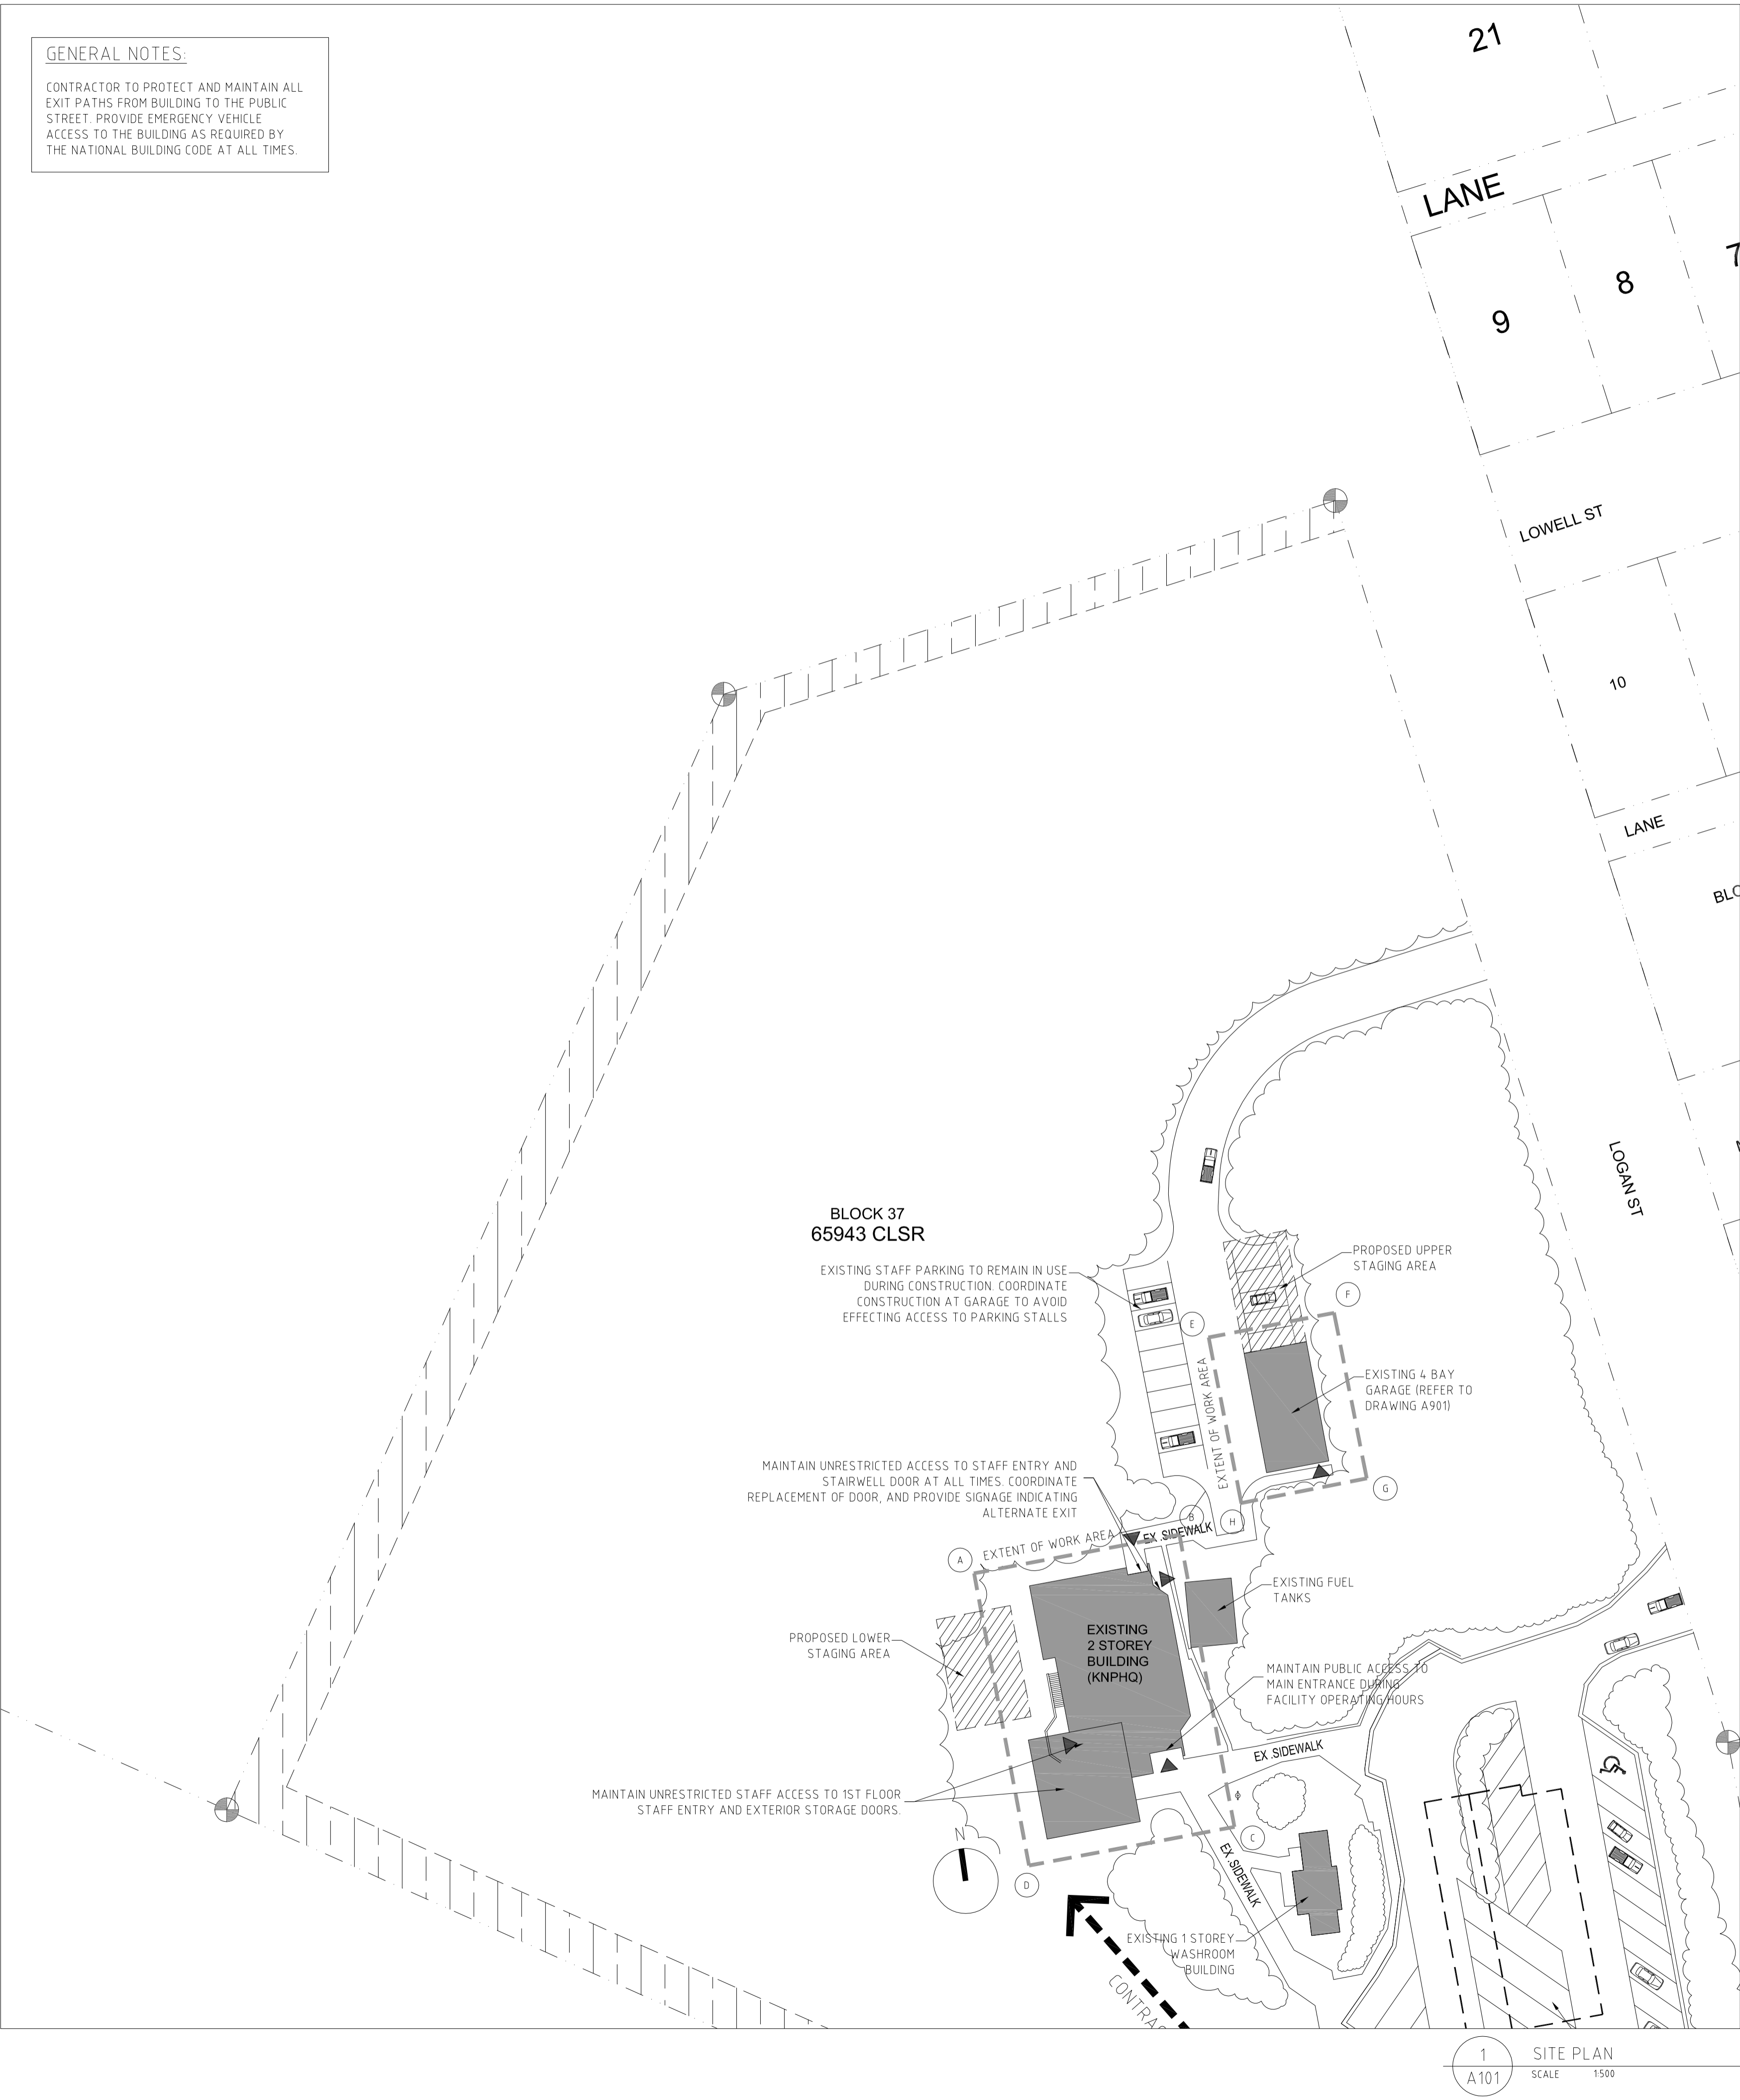 GENERAL NOTES:
CONTRACTOR TO PROTECT AND MAINTAIN ALL
EXIT PATHS FROM BUILDING TO THE PUBLIC
STREET. PROVIDE EMERGENCY VEHICLE
ACCESS TO THE BUILDING AS REQUIRED BY
THE NATIONAL BUILDING CODE AT ALL TIMES.
21
LANE
9
8
7
LOWELL ST
10
LANE
LOGAN ST
BLOCK 37
65943 CLSR
EXISTING STAFF PARKING TO REMAIN IN USE
DURING CONSTRUCTION. COORDINATE
CONSTRUCTION AT GARAGE TO AVOID
EFFECTING ACCESS TO PARKING STALLS
PROPOSED UPPER
STAGING AREA
F
E
EXTENT OF WORK AREA
EXISTING 4 BAY
GARAGE (REFER TO
DRAWING A901)
MAINTAIN UNRESTRICTED ACCESS TO STAFF ENTRY AND
STAIRWELL DOOR AT ALL TIMES. COORDINATE
REPLACEMENT OF DOOR, AND PROVIDE SIGNAGE INDICATING
ALTERNATE EXIT
G
B
H
EX. SIDEWALK
A
EXTENT OF WORK AREA
EXISTING FUEL
TANKS
PROPOSED LOWER
STAGING AREA
EXISTING
2 STOREY
BUILDING
(KNPHQ)
MAINTAIN PUBLIC ACCESS TO
MAIN ENTRANCE DURING
FACILITY OPERATING HOURS
EX. SIDEWALK
MAINTAIN UNRESTRICTED STAFF ACCESS TO 1ST FLOOR
STAFF ENTRY AND EXTERIOR STORAGE DOORS.
N
C
D
EX. SIDEWALK
EXISTING 1 STOREY
WASHROOM
BUILDING
1
A101
SITE PLAN
SCALE 1:500